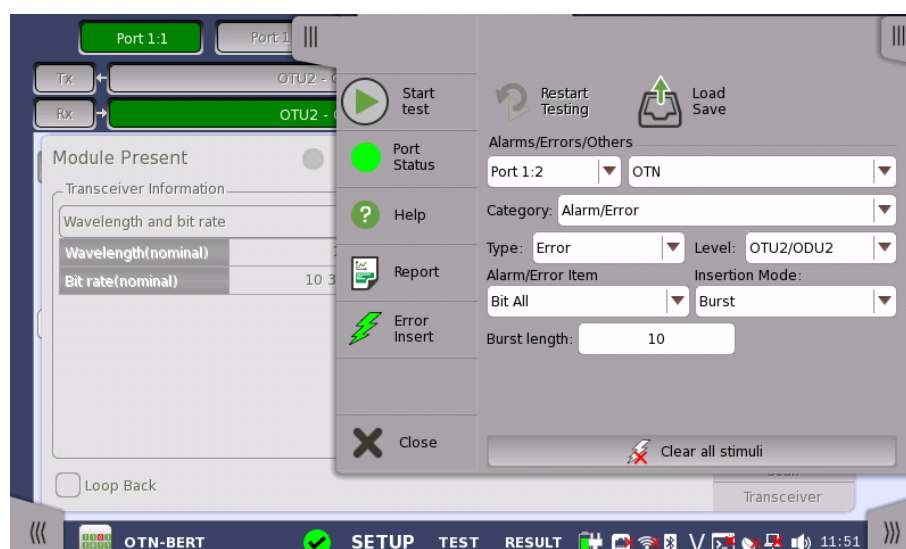 Port 1:1
Port 1
Tx
OTU2 -
Rx
OTU2 -
Module Present
Transceiver Information
Wavelength and bit rate
Wavelength(nominal)
Bit rate(nominal)
10 3
Loop Back
Start
test
Port
Status
Help
Report
Error
Insert
Close
Restart
Testing
Load
Save
Alarms/Errors/Others
Port 1:2
OTN
Category: Alarm/Error
Type: Error
Level: OTU2/ODU2
Alarm/Error Item
Insertion Mode:
Bit All
Burst
Burst length: 10
Clear all stimuli
Transceiver
OTN-BERT
SETUP
TEST
RESULT
11:51